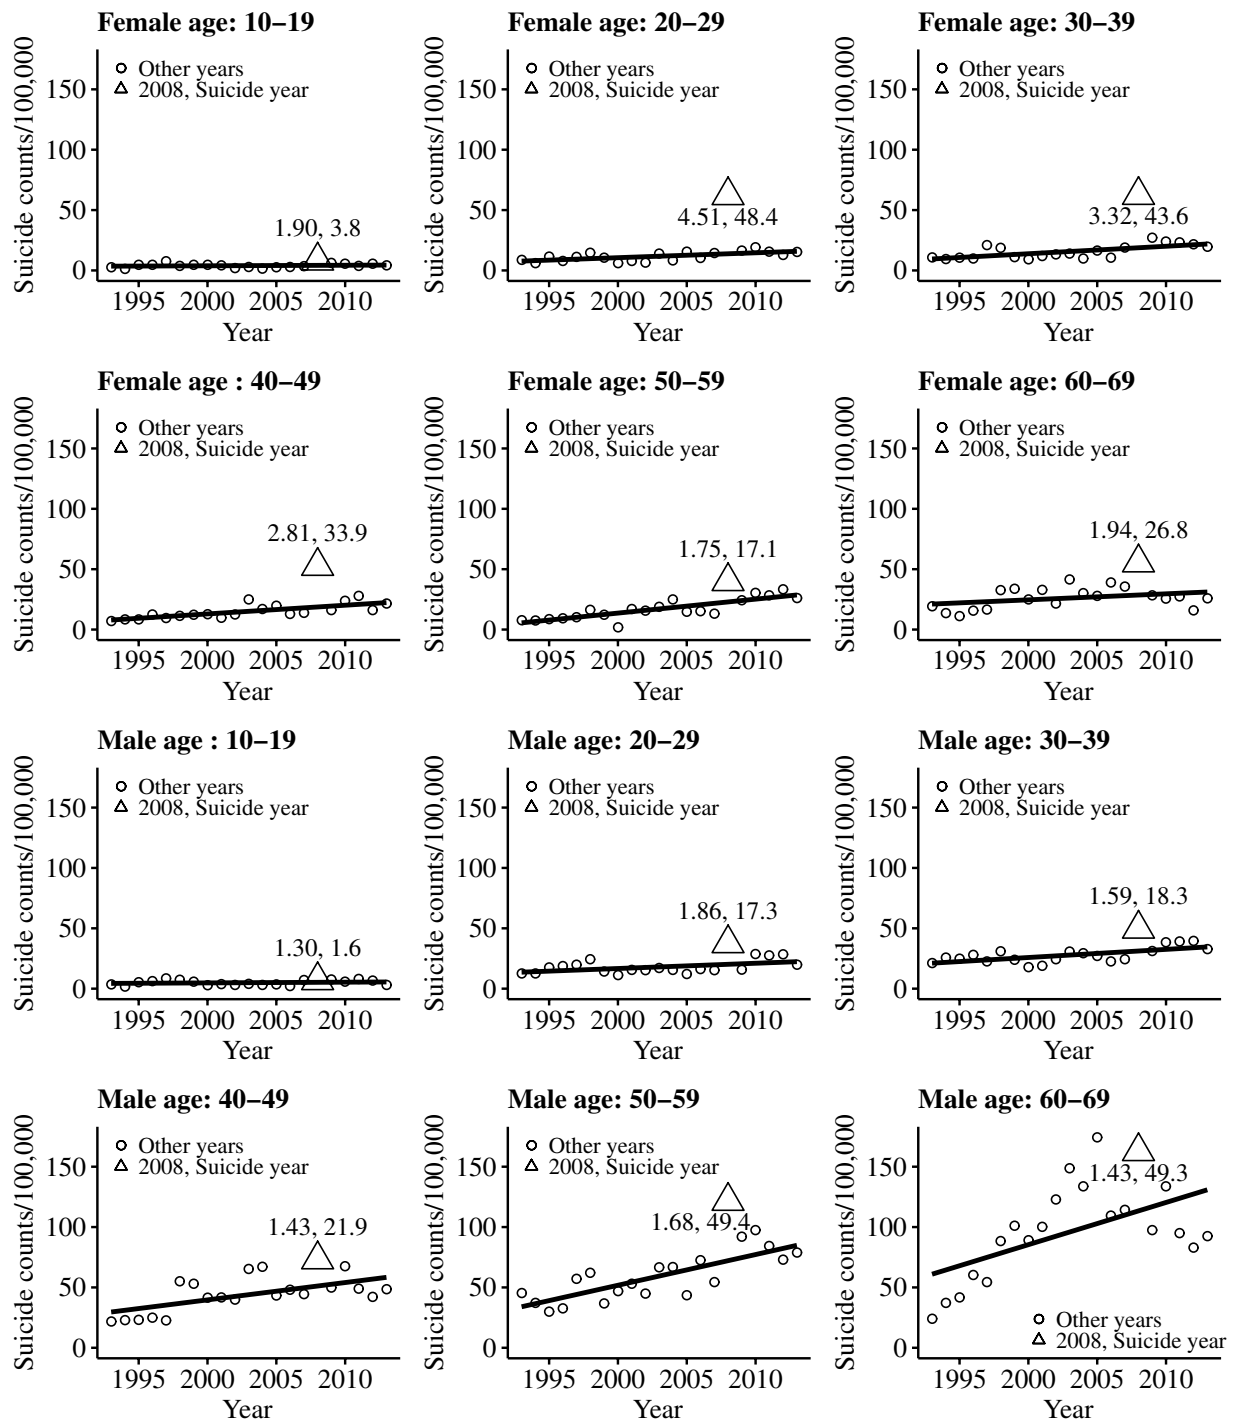 Female age: 10−19
Suicide counts/100,000
150
100
50
0
Other years
2008, Suicide year
1.90, 3.8
1995 2000 2005 2010
Year
Female age: 20−29
Suicide counts/100,000
150
100
50
0
Other years
2008, Suicide year
4.51, 48.4
1995 2000 2005 2010
Year
Female age: 30−39
Suicide counts/100,000
150
100
50
0
Other years
2008, Suicide year
3.32, 43.6
1995 2000 2005 2010
Year
Female age : 40−49
Suicide counts/100,000
150
100
50
0
Other years
2008, Suicide year
2.81, 33.9
1995 2000 2005 2010
Year
Female age: 50−59
Suicide counts/100,000
150
100
50
0
Other years
2008, Suicide year
1.75, 17.1
1995 2000 2005 2010
Year
Female age: 60−69
Suicide counts/100,000
150
100
50
0
Other years
2008, Suicide year
1.94, 26.8
1995 2000 2005 2010
Year
Male age : 10−19
Suicide counts/100,000
150
100
50
0
Other years
2008, Suicide year
1.30, 1.6
1995 2000 2005 2010
Year
Male age: 20−29
Suicide counts/100,000
150
100
50
0
Other years
2008, Suicide year
1.86, 17.3
1995 2000 2005 2010
Year
Male age: 30−39
Suicide counts/100,000
150
100
50
0
Other years
2008, Suicide year
1.59, 18.3
1995 2000 2005 2010
Year
Male age: 40−49
Suicide counts/100,000
150
100
50
0
Other years
2008, Suicide year
1.43, 21.9
1995 2000 2005 2010
Year
Male age: 50−59
Suicide counts/100,000
150
100
50
0
Other years
2008, Suicide year
1.68, 49.4
1995 2000 2005 2010
Year
Male age: 60−69
Suicide counts/100,000
150
100
50
0
1.43, 49.3
Other years
2008, Suicide year
1995 2000 2005 2010
Year